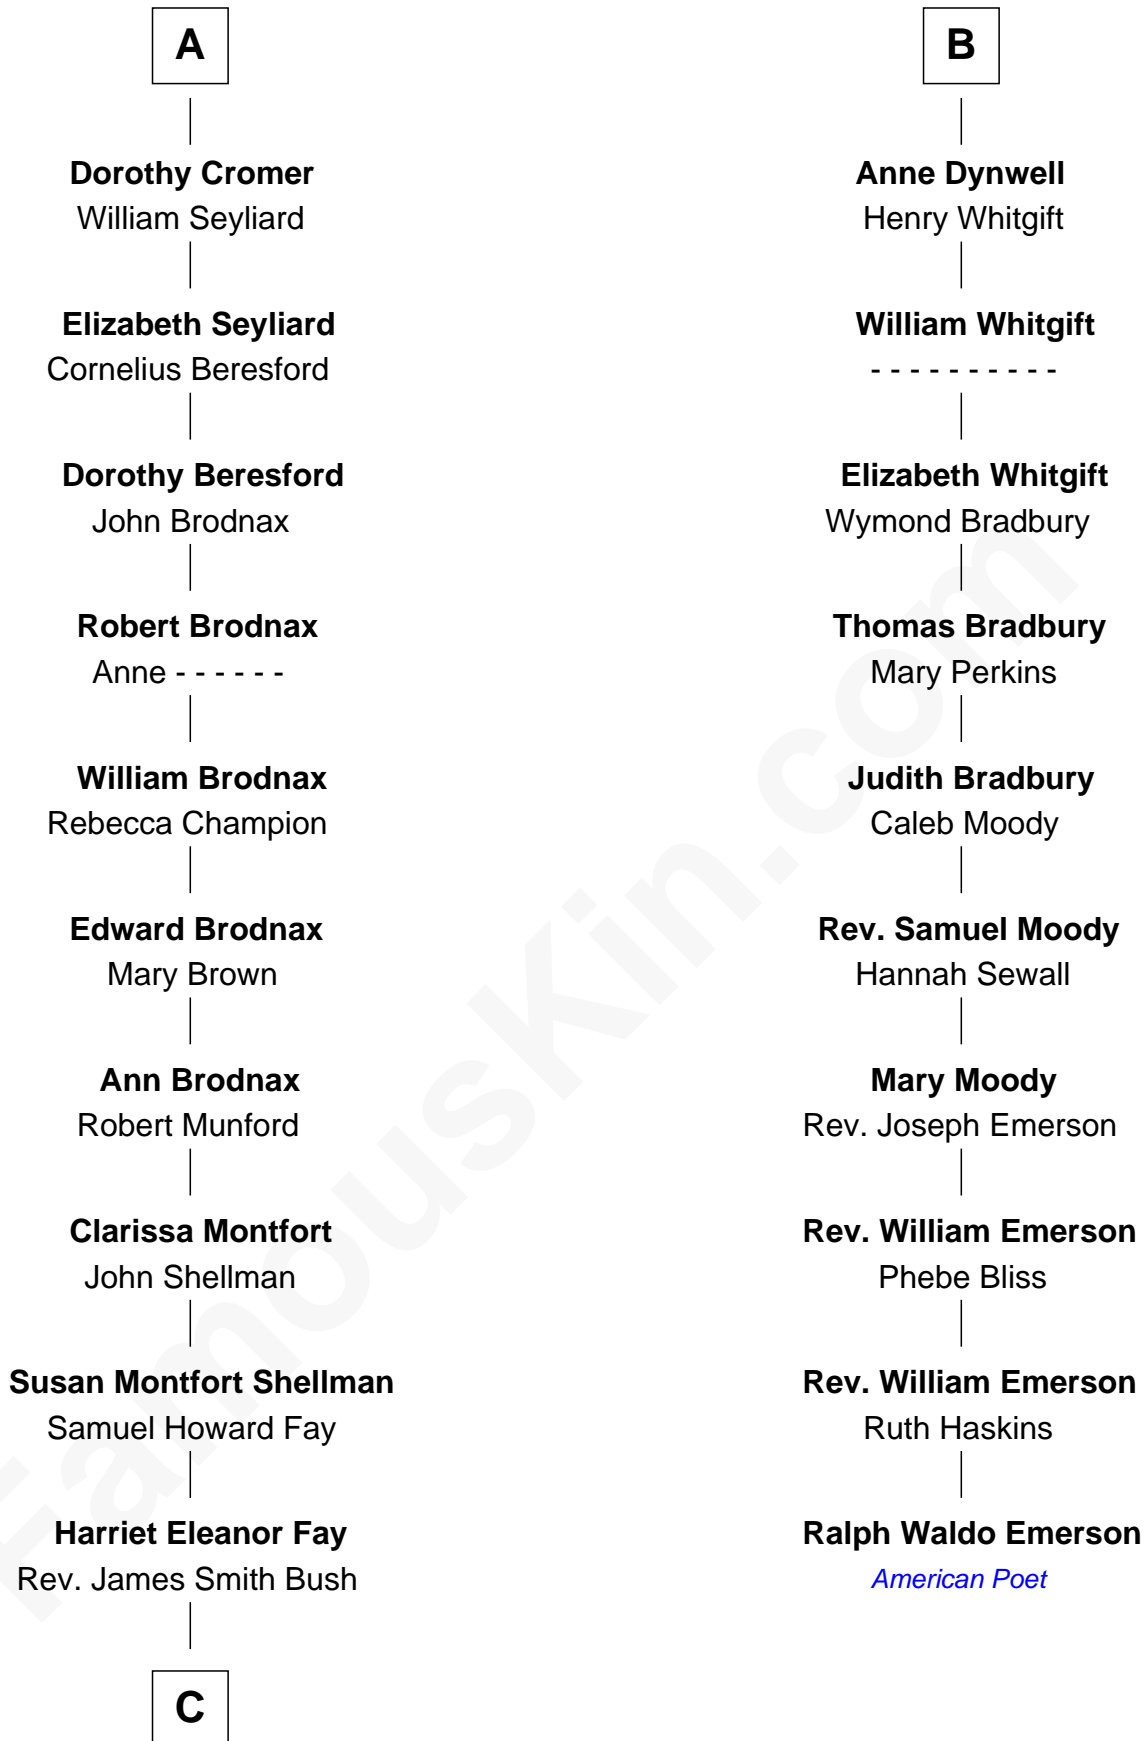 A
Dorothy Cromer
William Seyliard
Elizabeth Seyliard
Cornelius Beresford
Dorothy Beresford
John Brodnax
Robert Brodnax
Anne - - - - - -
William Brodnax
Rebecca Champion
Edward Brodnax
Mary Brown
Ann Brodnax
Robert Munford
Clarissa Montfort
John Shellman
Susan Montfort Shellman
Samuel Howard Fay
Harriet Eleanor Fay
Rev. James Smith Bush
C
B
Anne Dynwell
Henry Whitgift
William Whitgift
- - - - - - - - - -
Elizabeth Whitgift
Wymond Bradbury
Thomas Bradbury
Mary Perkins
Judith Bradbury
Caleb Moody
Rev. Samuel Moody
Hannah Sewall
Mary Moody
Rev. Joseph Emerson
Rev. William Emerson
Phebe Bliss
Rev. William Emerson
Ruth Haskins
Ralph Waldo Emerson
American Poet
FamousKin.com